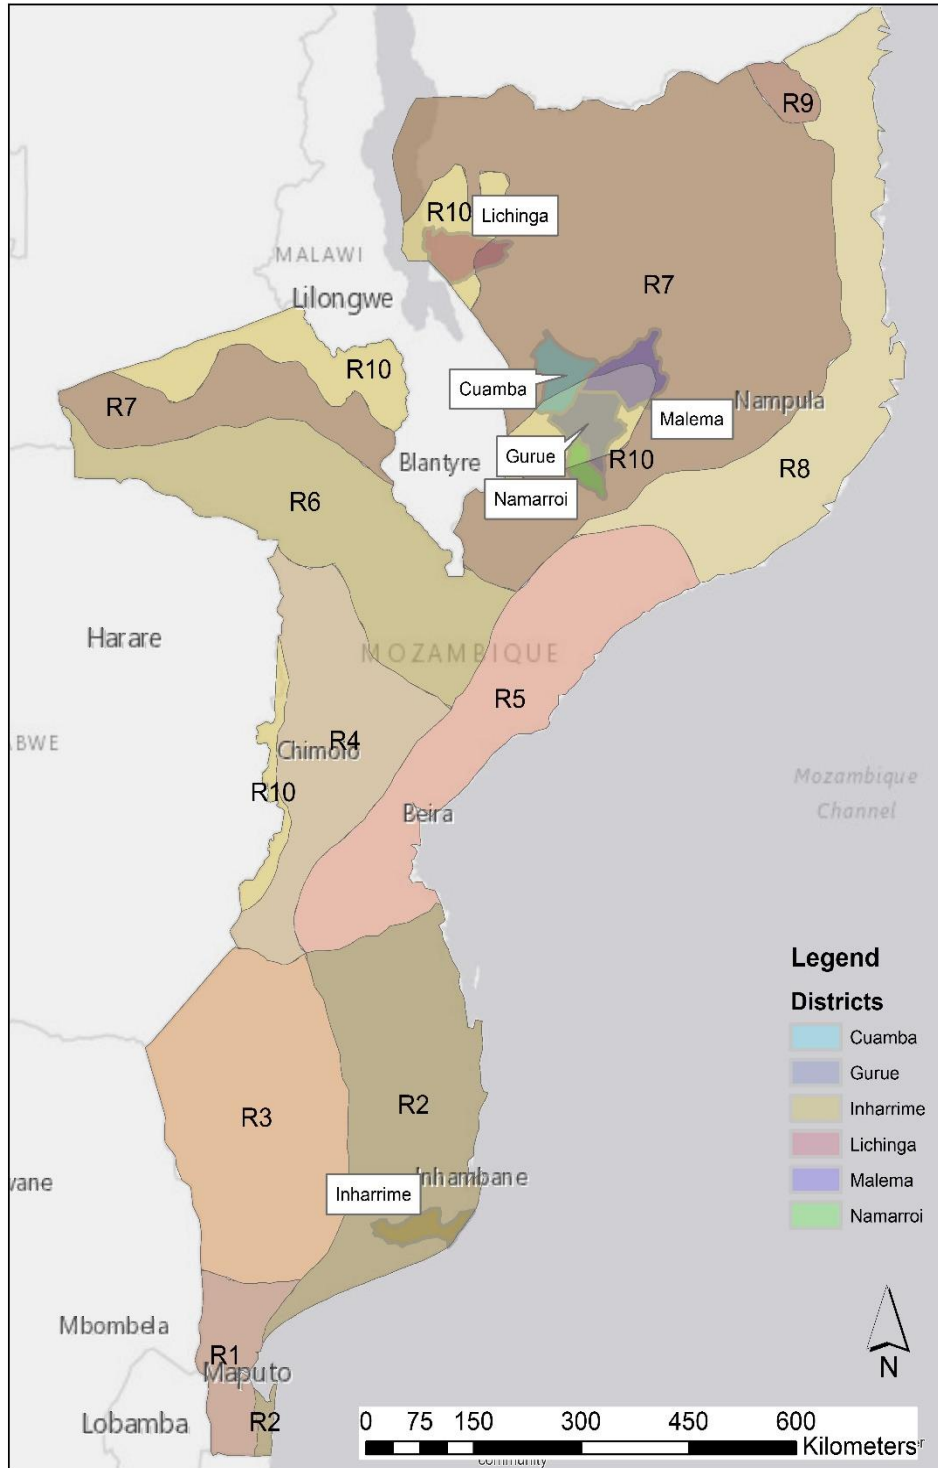 R9
R10
Lichinga
MALAWI
Lilongwe
R7
R10
Cuamba
R7
Nampula
Malema
Gurue
R10
Blantyre
R8
Namarroi
R6
Harare
MOZAMBIQUE
R5
BWE
R4
Chimoio
Mozambique
Channel
R10
Beira
Legend
Districts
Cuamba
Gurue
Inharrime
Lichinga
Malema
Namarroi
R3
R2
Inhambane
Inharrime
wane
Mbombela
R1
Maputo
N
Lobamba
R2
0 75 150 300 450 600
Kilometers
community